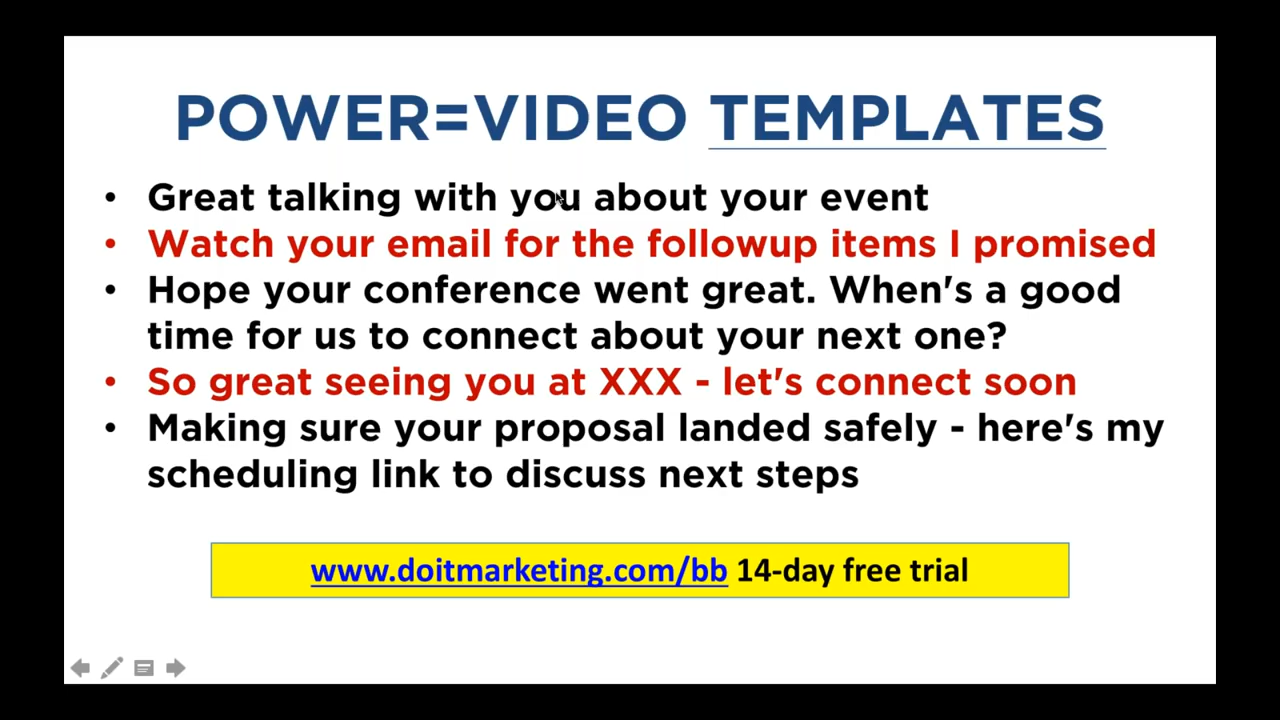 POWER=VIDEO TEMPLATES
• Great talking with you about your event
• Watch your email for the followup items I promised
• Hope your conference went great. When's a good
time for us to connect about your next one?
• So great seeing you at XXX - let's connect soon
• Making sure your proposal landed safely - here's my
scheduling link to discuss next steps
www.doitmarketing.com/bb 14-day free trial